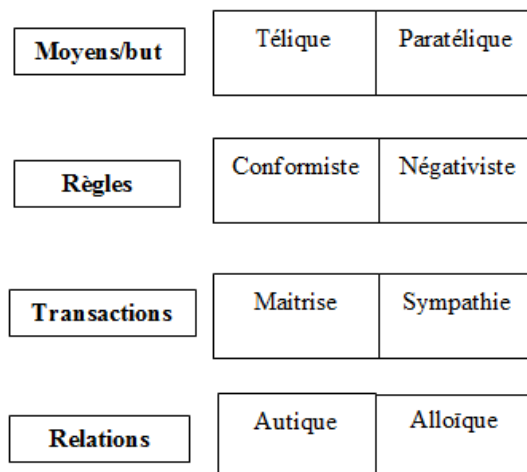 Moyens/but
Télique
Paratélique
Règles
Conformiste
Négativiste
Transactions
Maitrise
Sympathie
Relations
Autique
Alloïque